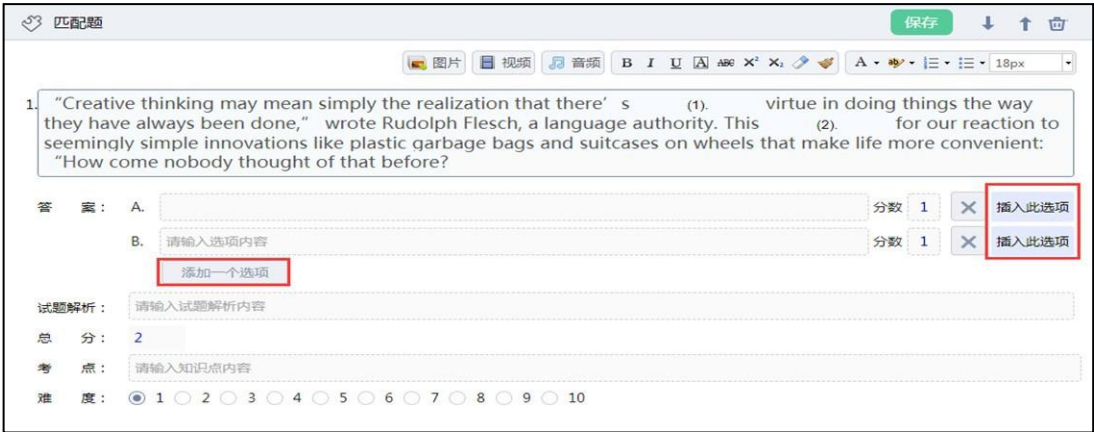 匹配题 保存
图片 视频 音频 B I U A ABC X² X₂ A ab 18px
1. “Creative thinking may mean simply the realization that there’ s (1). virtue in doing things the way
they have always been done,” wrote Rudolph Flesch, a language authority. This (2). for our reaction to
seemingly simple innovations like plastic garbage bags and suitcases on wheels that make life more convenient:
“How come nobody thought of that before?
答 案： A. 分数 1 插入此选项
B. 请输入选项内容 分数 1 插入此选项
添加一个选项
试题解析： 请输入试题解析内容
总 分： 2
考 点： 请输入知识点内容
难 度： 1 2 3 4 5 6 7 8 9 10